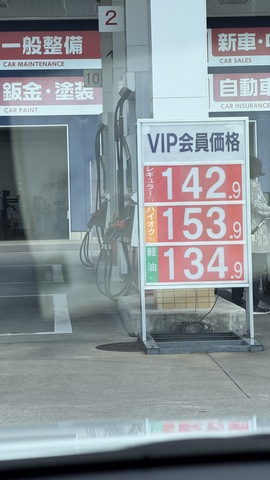 2
一般整備
CAR MAINTENANCE
10
鈑金・塗装
CAR PAINT
新車・
CAR SALES
自動車
CAR INSURANCE
VIP会員価格
レギュラー 142.9
ハイオク 153.9
軽油 134.9